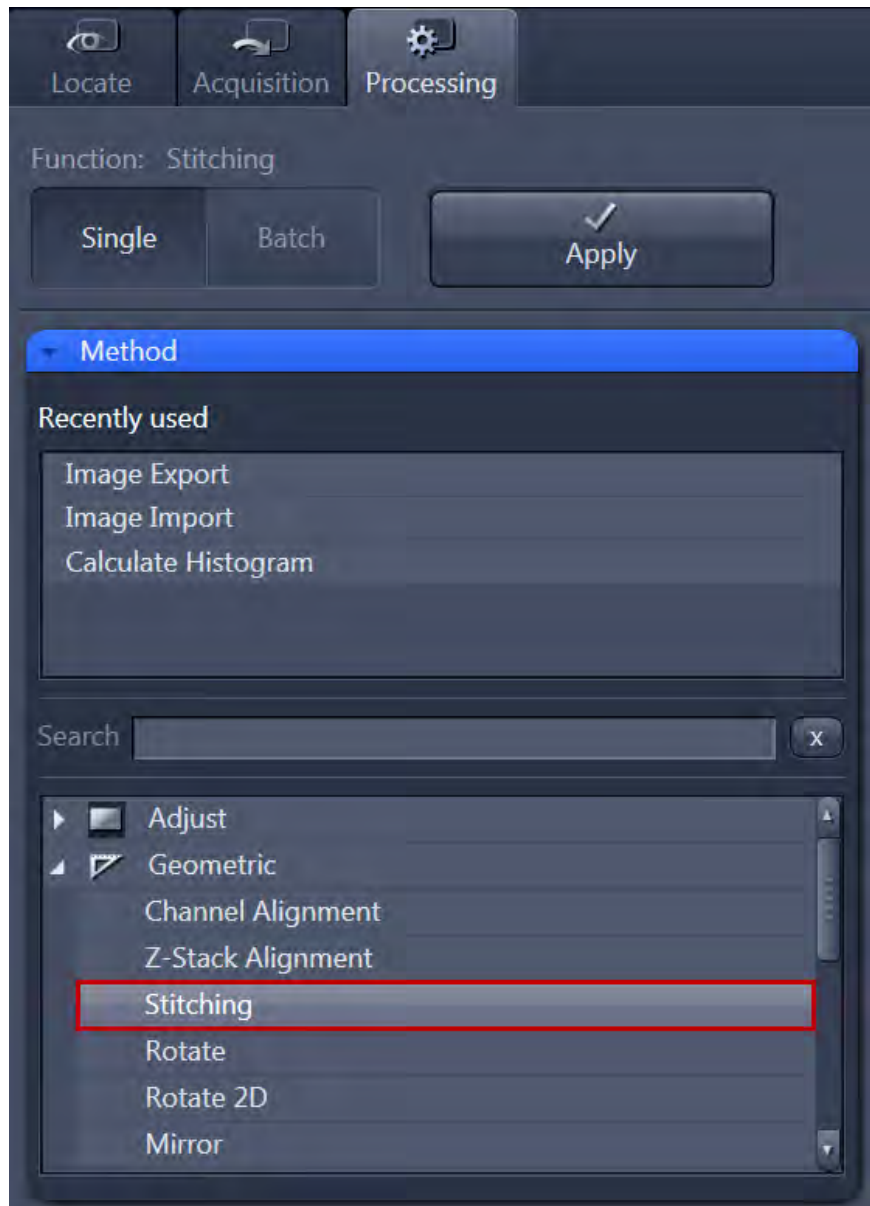 Locate Acquisition Processing
Function: Stitching
Single Batch Apply
Method
Recently used
Image Export
Image Import
Calculate Histogram
Search x
Adjust
Geometric
Channel Alignment
Z-Stack Alignment
Stitching
Rotate
Rotate 2D
Mirror